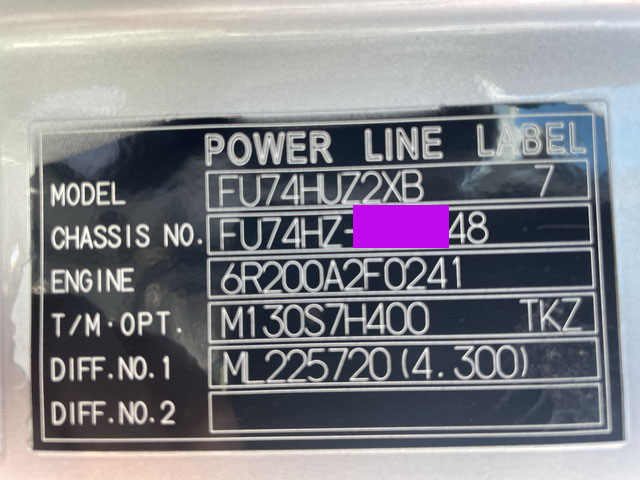 POWER LINE LABEL
MODEL FU74HUZ2XB 7
CHASSIS NO. FU74HZ- 48
ENGINE 6R200A2F0241
T/M·OPT. M130S7H400 TKZ
DIFF.NO.1 ML225720(4.300)
DIFF.NO.2